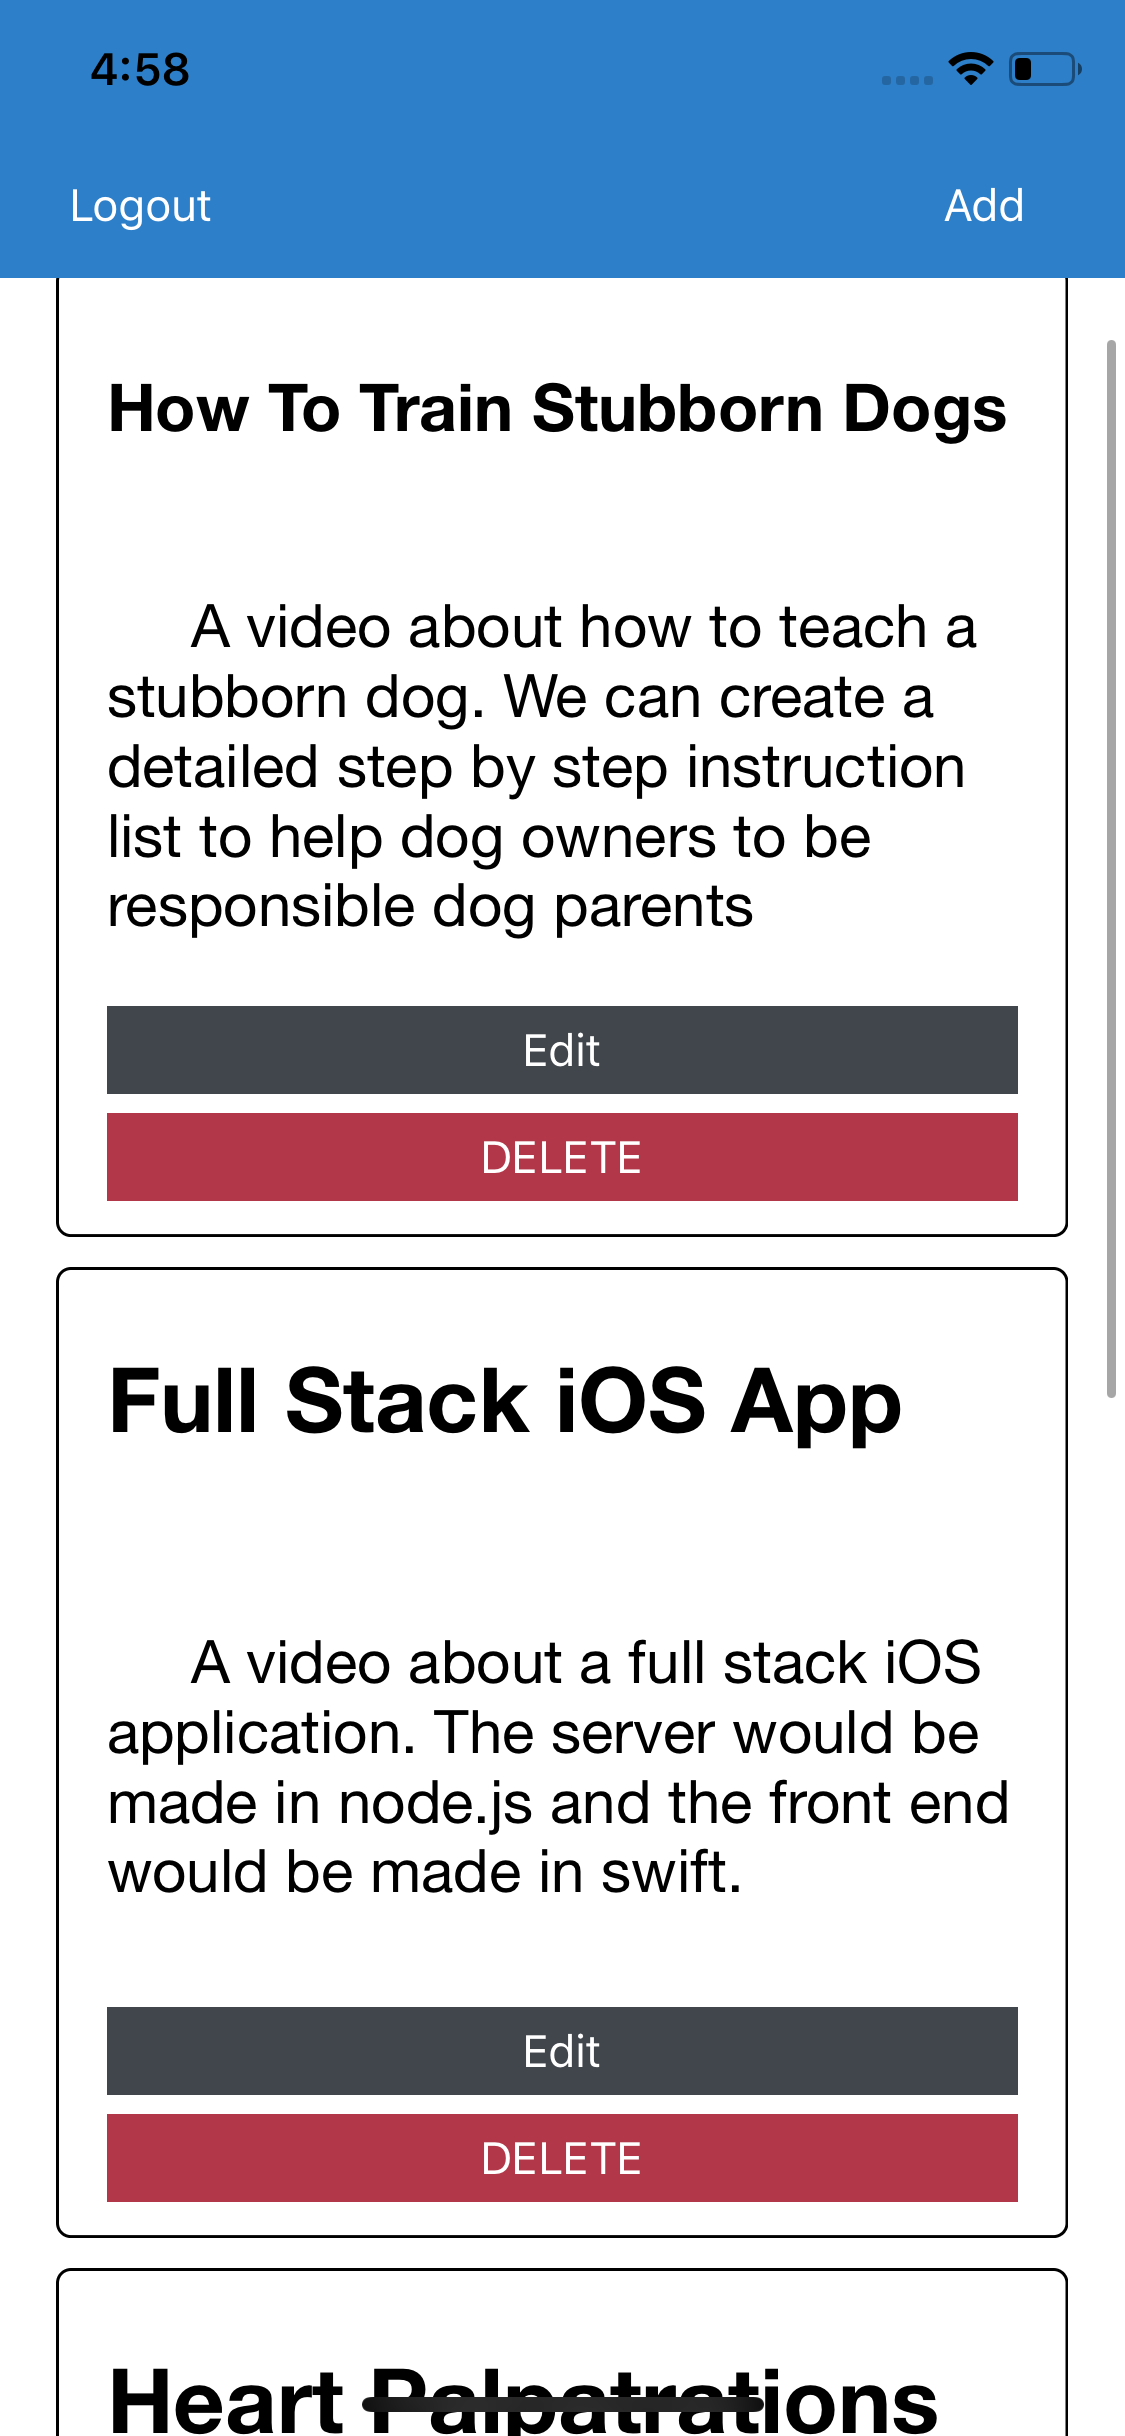 4:58
Logout
Add
How To Train Stubborn Dogs
A video about how to teach a
stubborn dog. We can create a
detailed step by step instruction
list to help dog owners to be
responsible dog parents
Edit
DELETE
Full Stack iOS App
A video about a full stack iOS
application. The server would be
made in node.js and the front end
would be made in swift.
Edit
DELETE
Heart Palpatrations